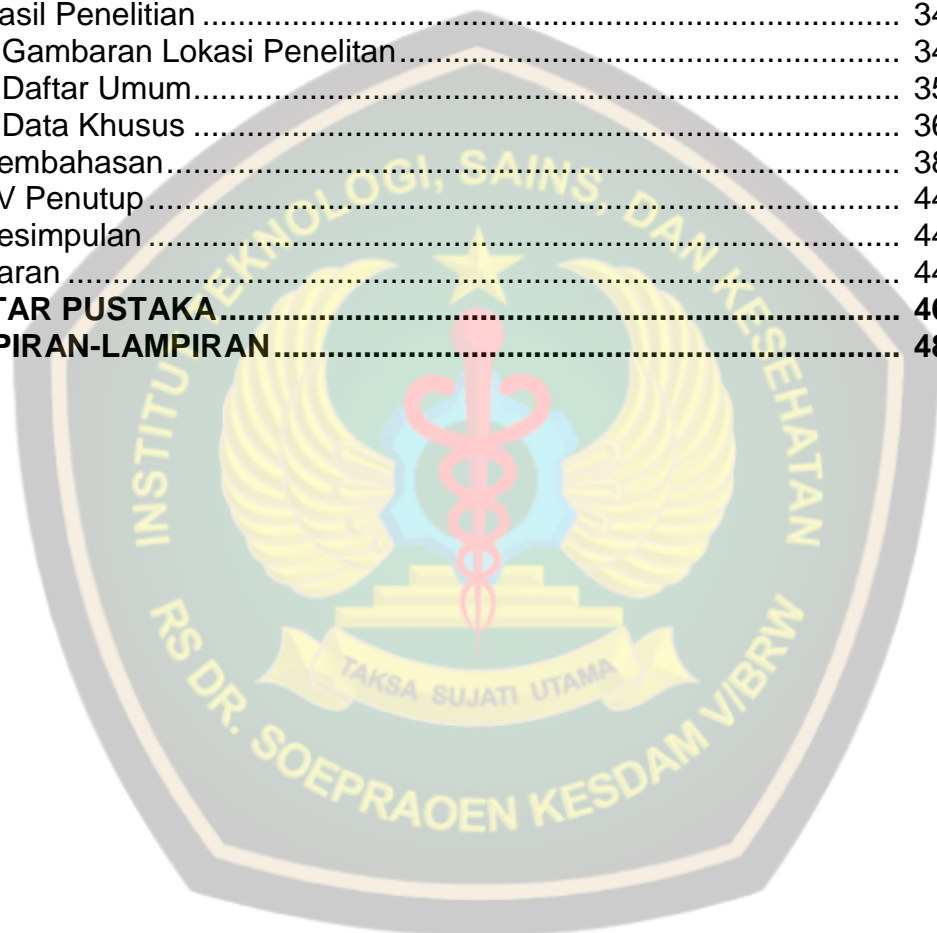 asil Penelitian ........................................................................................ 34
Gambaran Lokasi Penelitan ............................................................... 34
Daftar Umum ......................................................................................... 35
Data Khusus ......................................................................................... 36
embahasan ............................................................................................ 38
V Penutup .............................................................................................. 44
esimpulan .............................................................................................. 44
aran ........................................................................................................ 44
TAR PUSTAKA ...................................................................................... 46
PIRAN-LAMPIRAN ............................................................................... 48
INSTITUT TEKNOLOGI, SAINS, DAN KESEHATAN
TAKSA SUJATI UTAMA
RS DR. SOEPRAOEN KESDAM V/BRW